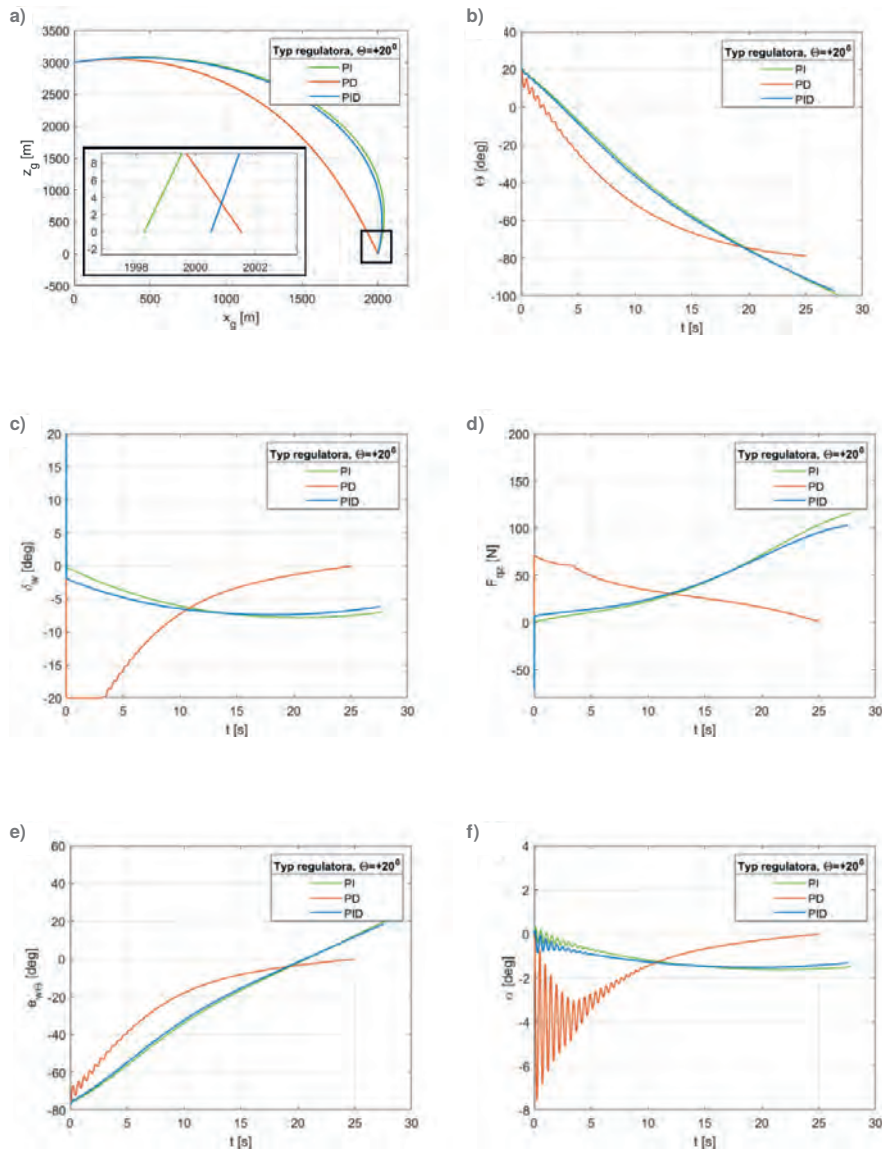 a)
3500
3000
2500
2000
1500
1000
500
0
-500
z_g [m]
Typ regulatora, Θ=+20⁰
PI
PD
PID
8
6
4
2
0
-2
1998 2000 2002
0 500 1000 1500 2000
x_g [m]
b)
40
20
0
-20
-40
-60
-80
-100
Θ [deg]
Typ regulatora, Θ=+20⁰
PI
PD
PID
0 5 10 15 20 25 30
t [s]
c)
20
15
10
5
0
-5
-10
-15
-20
δ_w [deg]
Typ regulatora, Θ=+20⁰
PI
PD
PID
0 5 10 15 20 25 30
t [s]
d)
200
150
100
50
0
-50
[N]
Typ regulatora, Θ=+20⁰
PI
PD
PID
0 5 10 15 20 25 30
t [s]
e)
60
40
20
0
-20
-40
-60
-80
e_wΘ [deg]
Typ regulatora, Θ=+20⁰
PI
PD
PID
0 5 10 15 20 25 30
t [s]
f)
4
2
0
-2
-4
-6
-8
α [deg]
Typ regulatora, Θ=+20⁰
PI
PD
PID
0 5 10 15 20 25 30
t [s]